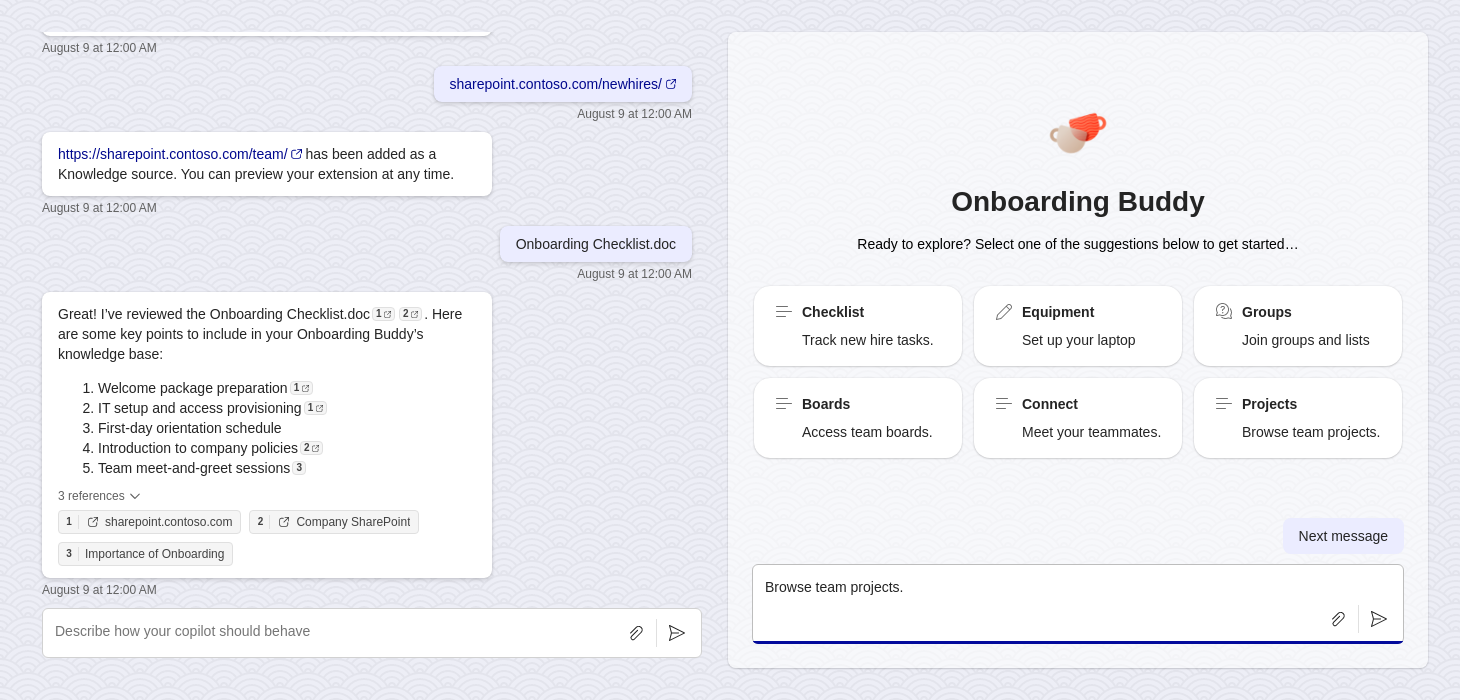 August 9 at 12:00 AM
sharepoint.contoso.com/newhires/
August 9 at 12:00 AM
https://sharepoint.contoso.com/team/ has been added as a
Knowledge source. You can preview your extension at any time.
August 9 at 12:00 AM
Onboarding Checklist.doc
August 9 at 12:00 AM
Great! I’ve reviewed the Onboarding Checklist.doc 1 2 . Here
are some key points to include in your Onboarding Buddy’s
knowledge base:
1. Welcome package preparation 1
2. IT setup and access provisioning 1
3. First-day orientation schedule
4. Introduction to company policies 2
5. Team meet-and-greet sessions 3
3 references
1 sharepoint.contoso.com 2 Company SharePoint
3 Importance of Onboarding
August 9 at 12:00 AM
Describe how your copilot should behave
Onboarding Buddy
Ready to explore? Select one of the suggestions below to get started…
Checklist
Track new hire tasks.
Equipment
Set up your laptop
Groups
Join groups and lists
Boards
Access team boards.
Connect
Meet your teammates.
Projects
Browse team projects.
Next message
Browse team projects.